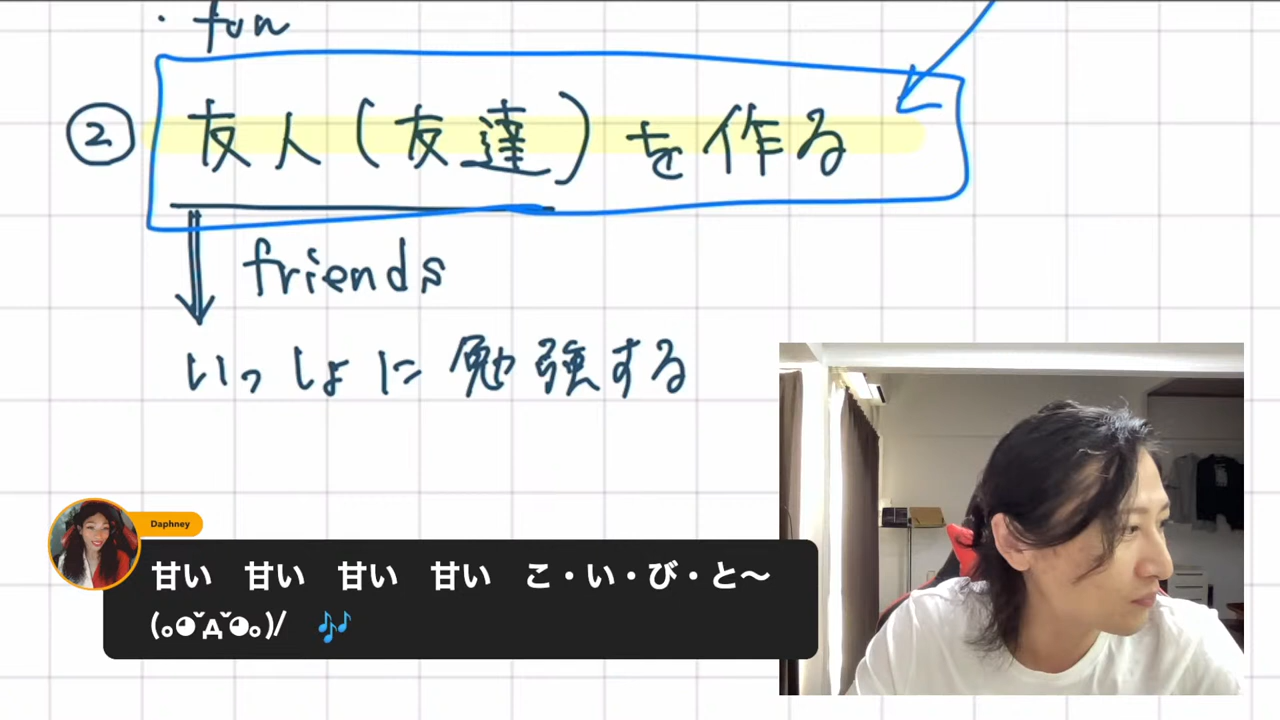 ・fun
② 友人(友達)を作る
friends
いっしょに勉強する
Daphney
甘い　甘い　甘い　甘い　こ・い・び・と〜
(｡◕ˇдˇ◕｡)/　🎶